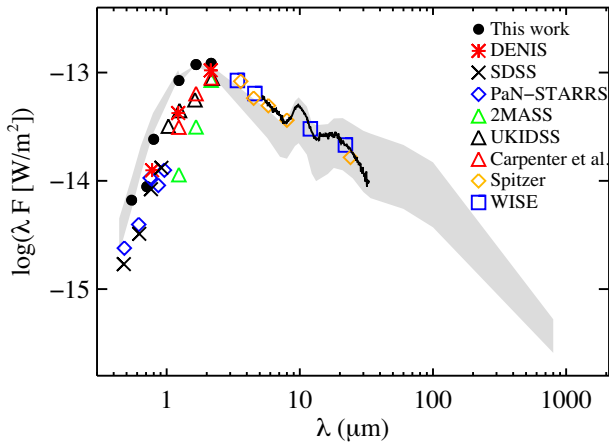 This work
DENIS
SDSS
PaN−STARRS
2MASS
UKIDSS
Carpenter et al.
Spitzer
WISE
−13
−14
−15
log(λ F [W/m²]
1 10 100 1000
λ (μm)